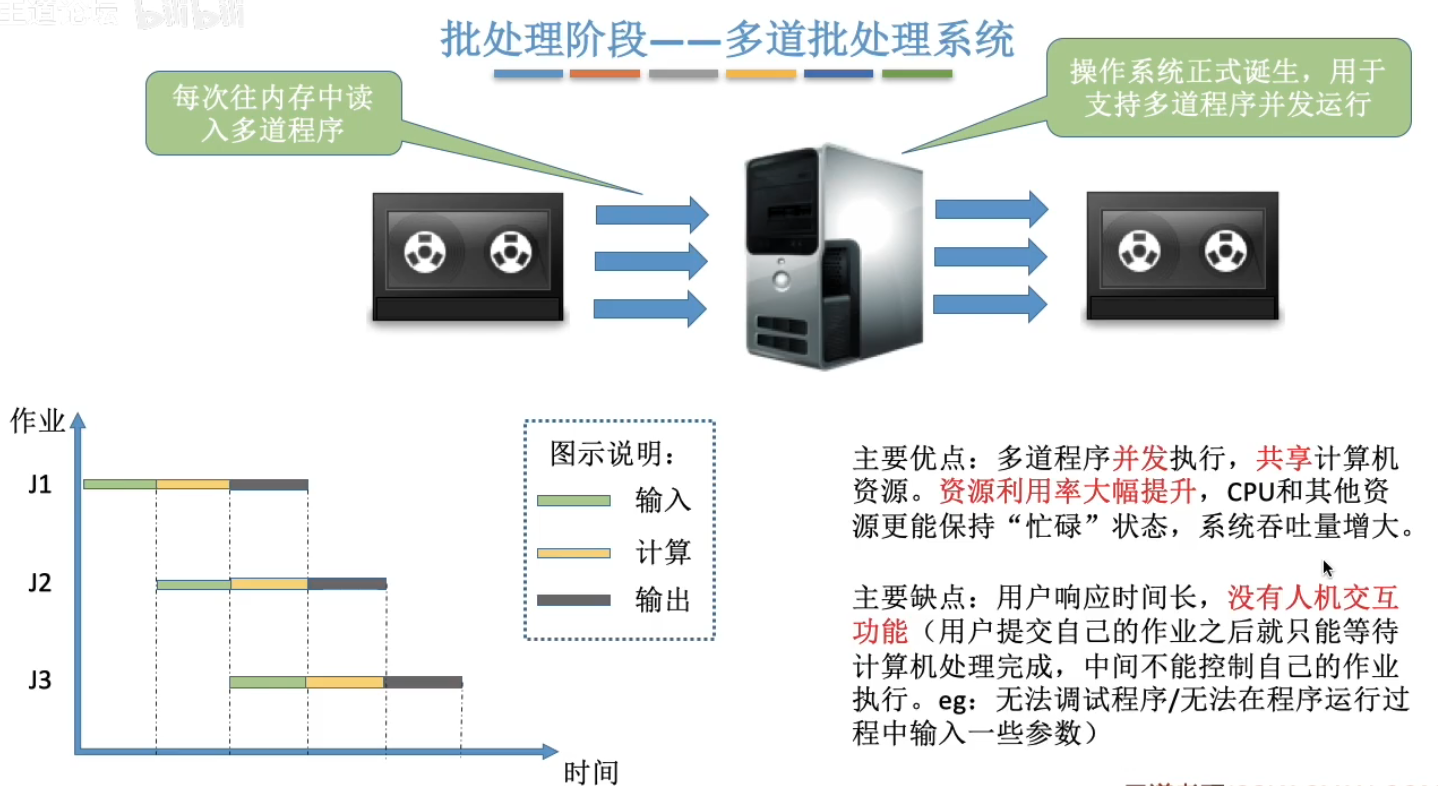 王道论坛 bilibili
批处理阶段——多道批处理系统
每次往内存中读
入多道程序
操作系统正式诞生，用于
支持多道程序并发运行
作业
J1
J2
J3
时间
图示说明：
输入
计算
输出
主要优点：多道程序并发执行，共享计算机
资源。资源利用率大幅提升，CPU和其他资
源更能保持“忙碌”状态，系统吞吐量增大。
主要缺点：用户响应时间长，没有人机交互
功能（用户提交自己的作业之后就只能等待
计算机处理完成，中间不能控制自己的作业
执行。eg：无法调试程序/无法在程序运行过
程中输入一些参数）